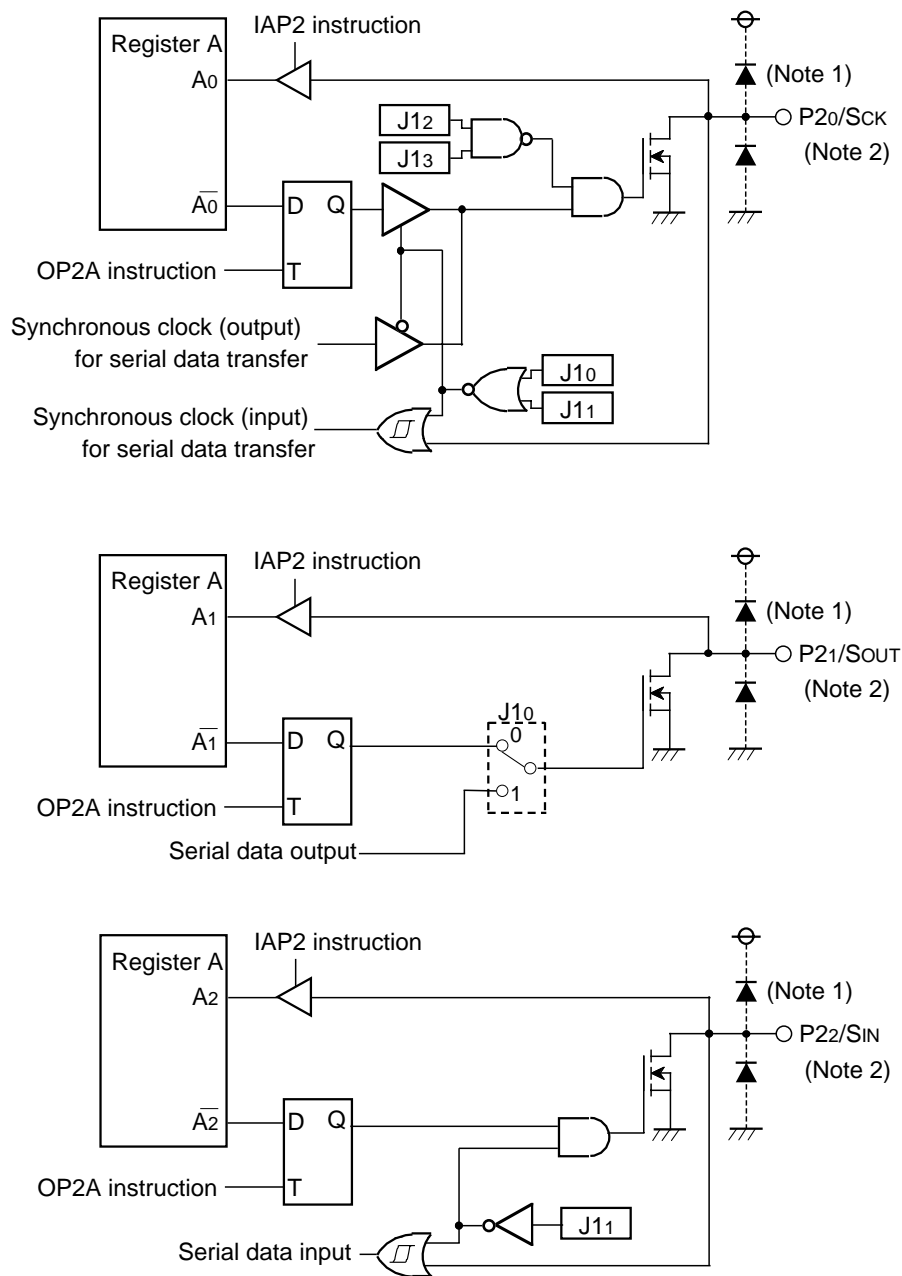 IAP2 instruction
Register A
A0
(Note 1)
J12
P20/SCK
J13
(Note 2)
A0
D Q
OP2A instruction
T
Synchronous clock (output)
for serial data transfer
J10
J11
Synchronous clock (input)
for serial data transfer
IAP2 instruction
Register A
A1
(Note 1)
P21/SOUT
(Note 2)
J10
0
A1
D Q
OP2A instruction
T
1
Serial data output
IAP2 instruction
Register A
A2
(Note 1)
P22/SIN
(Note 2)
A2
D Q
OP2A instruction
T
J11
Serial data input